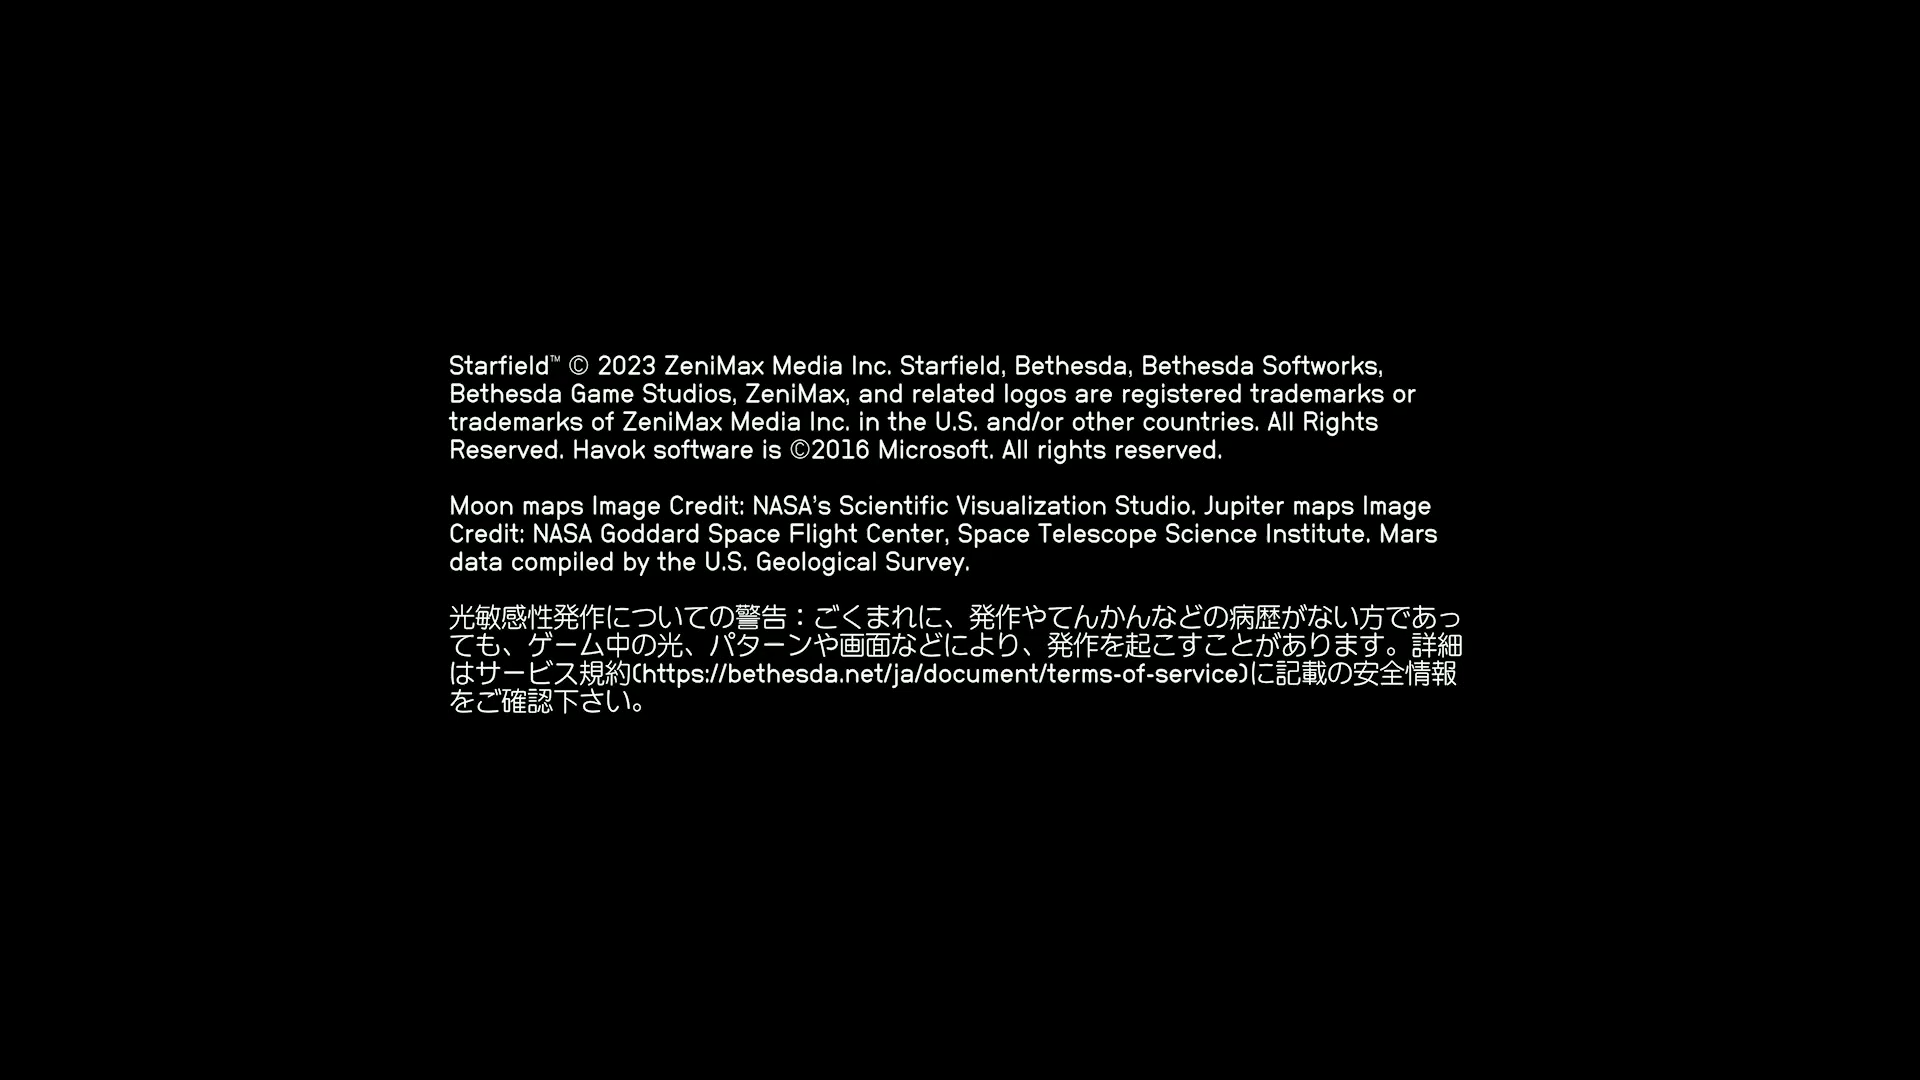 Starfield™ © 2023 ZeniMax Media Inc. Starfield, Bethesda, Bethesda Softworks,
Bethesda Game Studios, ZeniMax, and related logos are registered trademarks or
trademarks of ZeniMax Media Inc. in the U.S. and/or other countries. All Rights
Reserved. Havok software is ©2016 Microsoft. All rights reserved.
Moon maps Image Credit: NASA’s Scientific Visualization Studio. Jupiter maps Image
Credit: NASA Goddard Space Flight Center, Space Telescope Science Institute. Mars
data compiled by the U.S. Geological Survey.
光敏感性発作についての警告：ごくまれに、発作やてんかんなどの病歴がない方であっ
ても、ゲーム中の光、パターンや画面などにより、発作を起こすことがあります。詳細
はサービス規約(https://bethesda.net/ja/document/terms-of-service)に記載の安全情報
をご確認下さい。